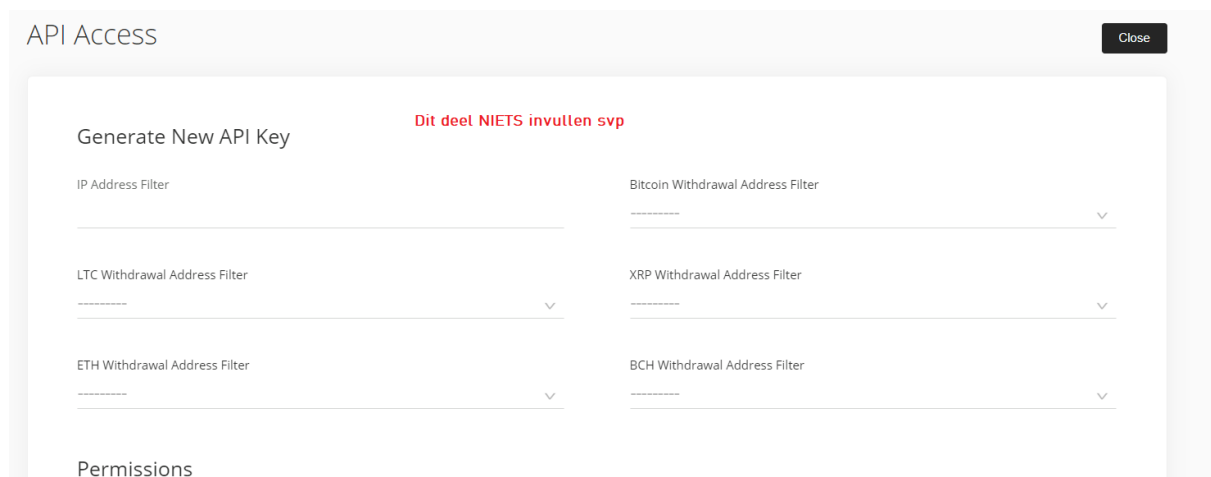 API Access
Close
Dit deel NIETS invullen svp
Generate New API Key
IP Address Filter
Bitcoin Withdrawal Address Filter
---------
LTC Withdrawal Address Filter
XRP Withdrawal Address Filter
---------
---------
ETH Withdrawal Address Filter
BCH Withdrawal Address Filter
---------
---------
Permissions